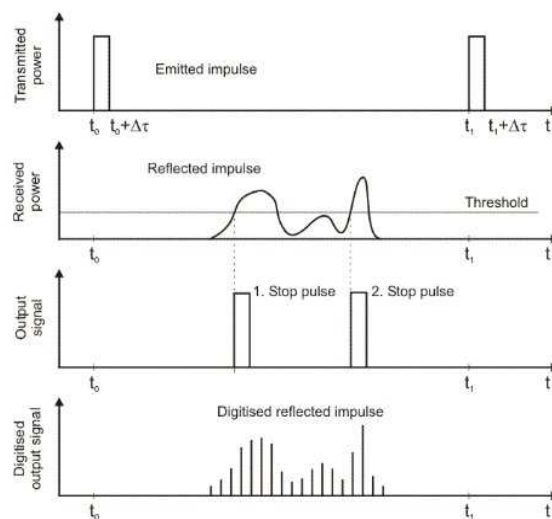 Transmitted
power
Emitted impulse
t₀ t₀+Δτ t₁ t₁+Δτ t
Received
power
Reflected impulse
Threshold
t₀ t₁ t
Output
signal
1. Stop pulse 2. Stop pulse
t₀ t₁ t
Digitised
output signal
Digitised reflected impulse
t₀ t₁ t